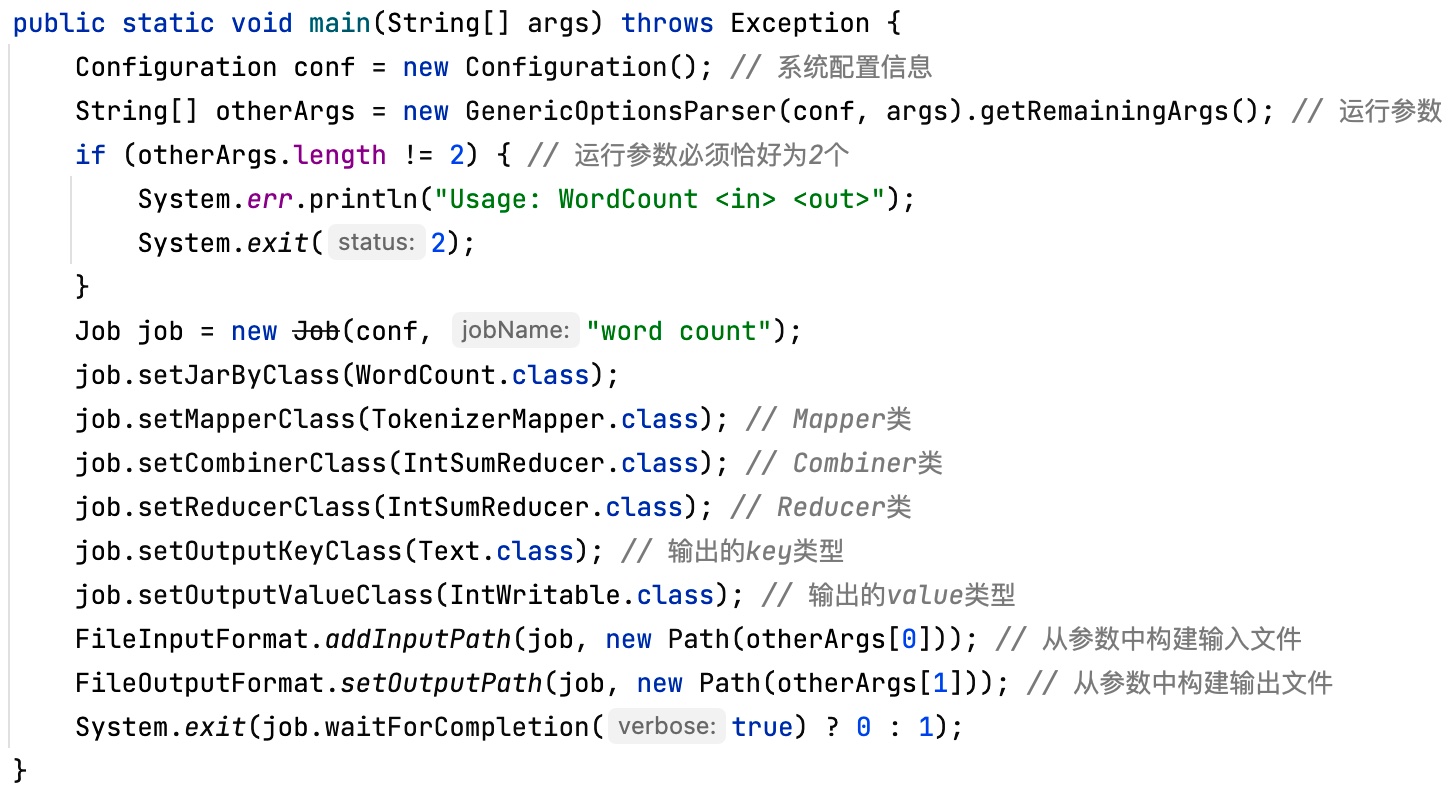 public static void main(String[] args) throws Exception {
    Configuration conf = new Configuration(); // 系统配置信息
    String[] otherArgs = new GenericOptionsParser(conf, args).getRemainingArgs(); // 运行参数
    if (otherArgs.length != 2) { // 运行参数必须恰好为2个
        System.err.println("Usage: WordCount <in> <out>");
        System.exit( status: 2);
    }
    Job job = new Job(conf,  jobName: "word count");
    job.setJarByClass(WordCount.class);
    job.setMapperClass(TokenizerMapper.class); // Mapper类
    job.setCombinerClass(IntSumReducer.class); // Combiner类
    job.setReducerClass(IntSumReducer.class); // Reducer类
    job.setOutputKeyClass(Text.class); // 输出的key类型
    job.setOutputValueClass(IntWritable.class); // 输出的value类型
    FileInputFormat.addInputPath(job, new Path(otherArgs[0])); // 从参数中构建输入文件
    FileOutputFormat.setOutputPath(job, new Path(otherArgs[1])); // 从参数中构建输出文件
    System.exit(job.waitForCompletion( verbose: true) ? 0 : 1);
}